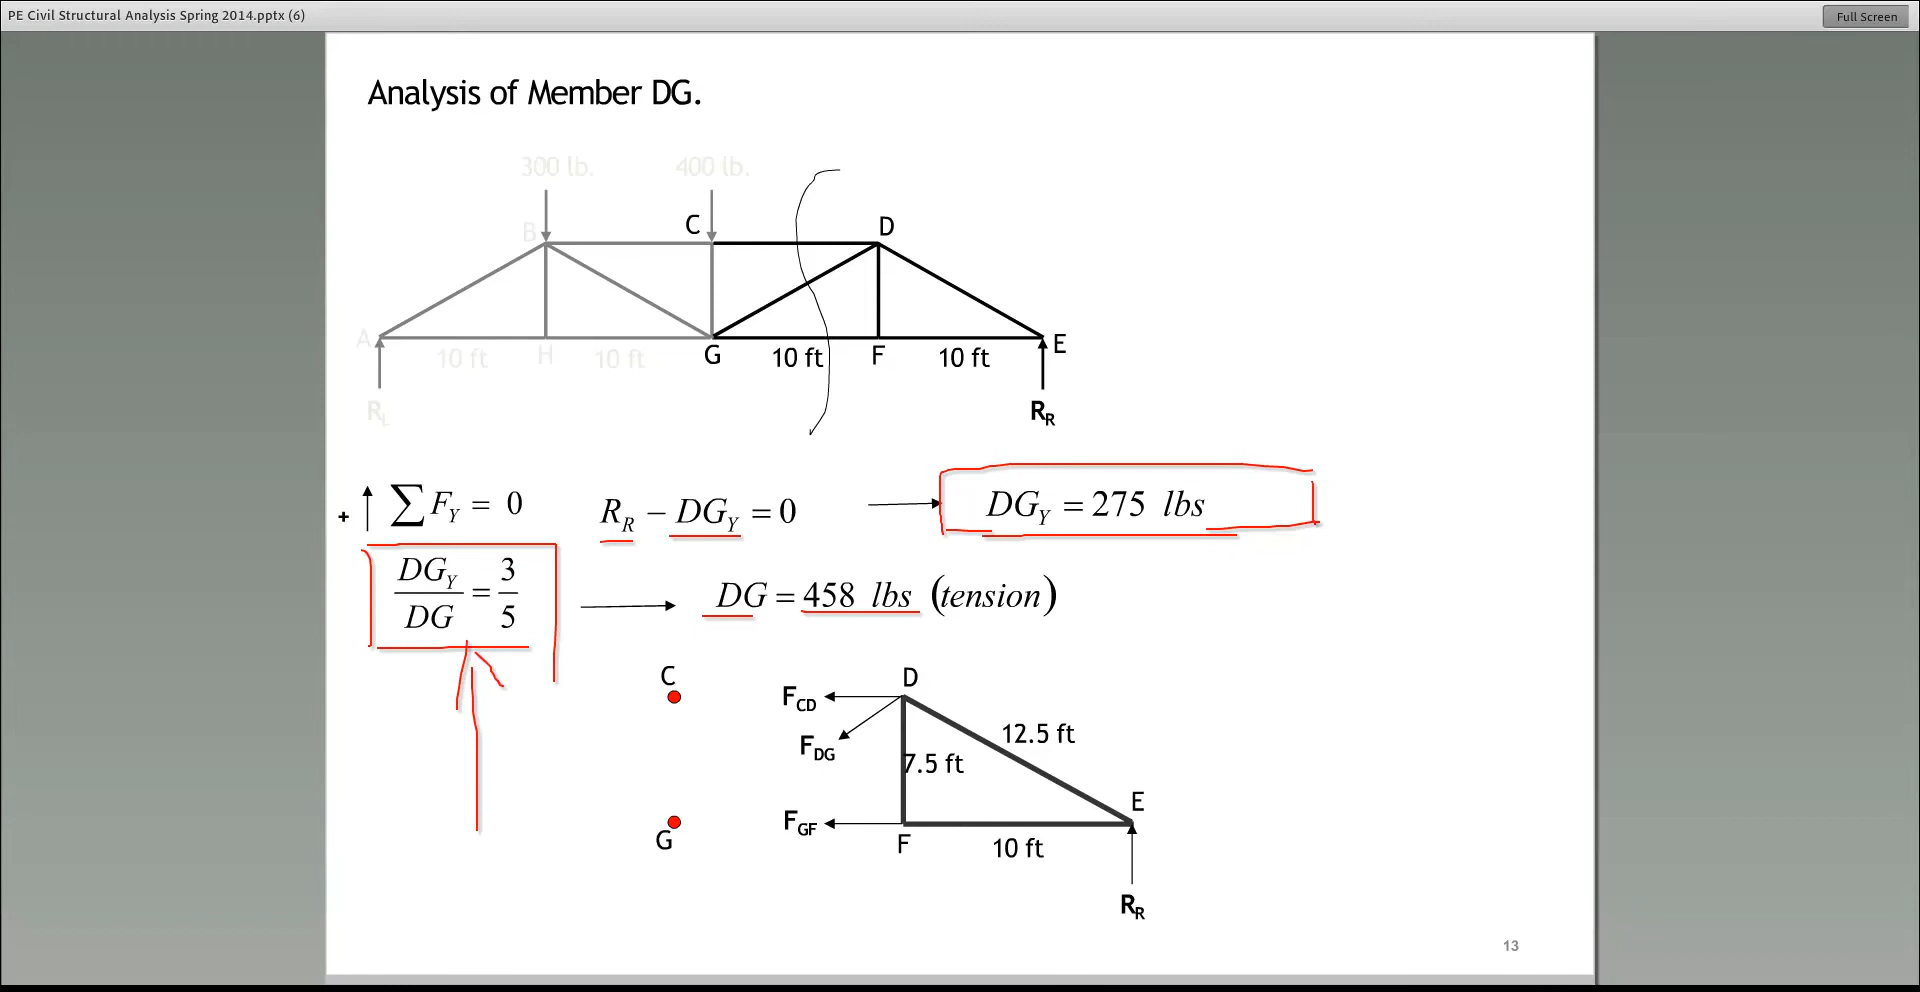 PE Civil Structural Analysis Spring 2014.pptx (6)
Full Screen
Analysis of Member DG.
300 lb. 400 lb.
B C D
A 10 ft H 10 ft G 10 ft F 10 ft E
R_L R_R
+ ↑ ∑ F_Y = 0 R_R − DG_Y = 0 → DG_Y = 275 lbs
DG_Y / DG = 3 / 5 → DG = 458 lbs (tension)
C D
F_CD
12.5 ft
F_DG
7.5 ft
E
F_GF
G F 10 ft
R_R
13